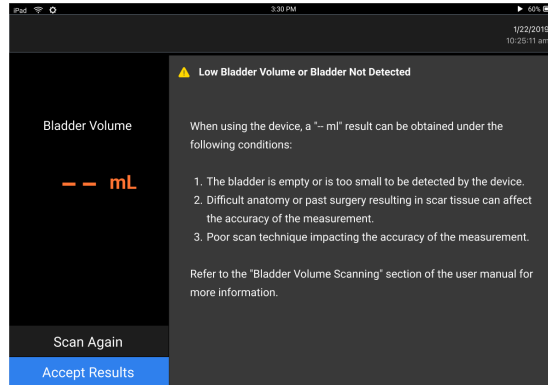 iPad 3:30 PM 60%
1/22/2019
10:25:11 am
Low Bladder Volume or Bladder Not Detected
Bladder Volume
-- mL
When using the device, a "-- ml" result can be obtained under the
following conditions:
1. The bladder is empty or is too small to be detected by the device.
2. Difficult anatomy or past surgery resulting in scar tissue can affect
the accuracy of the measurement.
3. Poor scan technique impacting the accuracy of the measurement.
Refer to the "Bladder Volume Scanning" section of the user manual for
more information.
Scan Again
Accept Results